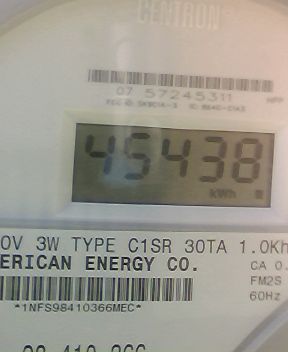 CENTRON
07 57245311
45438
kWh
0V 3W TYPE C1SR 30TA 1.0Kh
ERICAN ENERGY CO.
CA 0.
FM2S
60Hz
*1NFS98410366MEC*